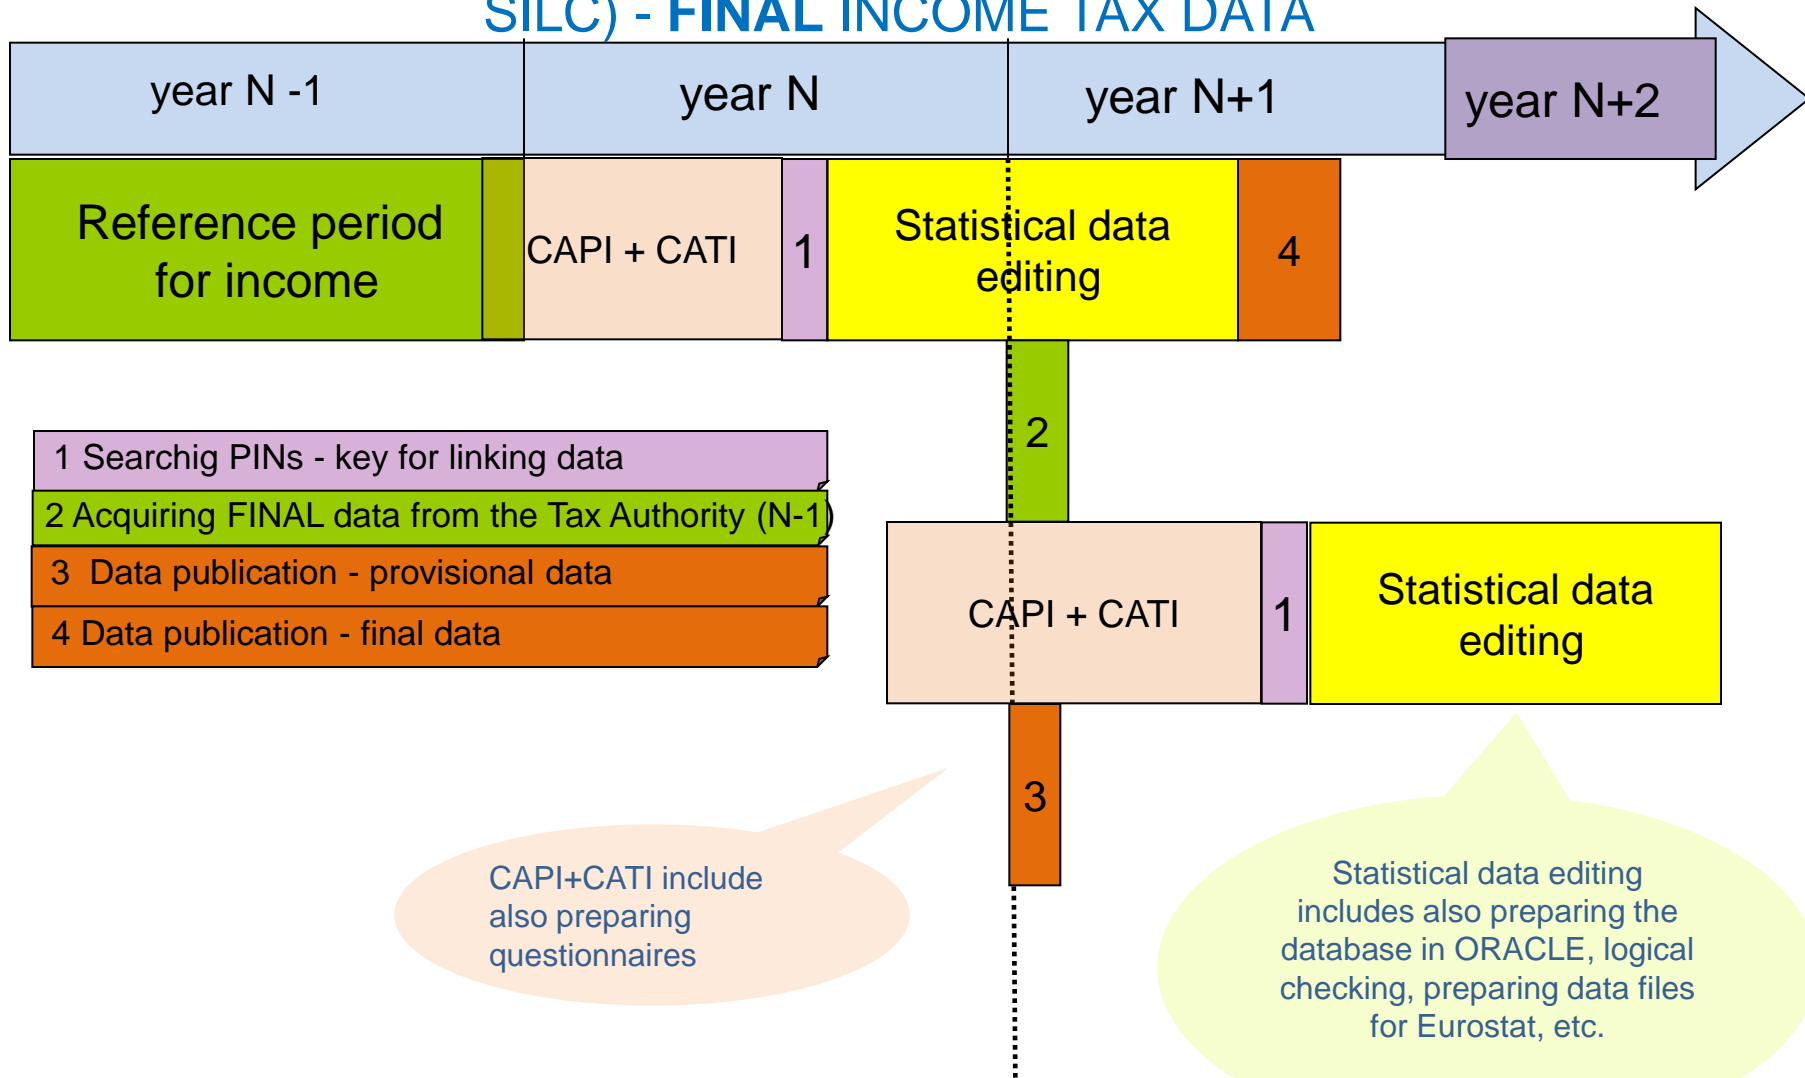 SILC) - FINAL INCOME TAX DATA
year N -1
year N
year N+1
year N+2
Reference period
for income
CAPI + CATI
1
Statistical data
editing
4
2
1 Searchig PINs - key for linking data
2 Acquiring FINAL data from the Tax Authority (N-1)
3 Data publication - provisional data
4 Data publication - final data
CAPI + CATI
1
Statistical data
editing
3
CAPI+CATI include
also preparing
questionnaires
Statistical data editing
includes also preparing the
database in ORACLE, logical
checking, preparing data files
for Eurostat, etc.